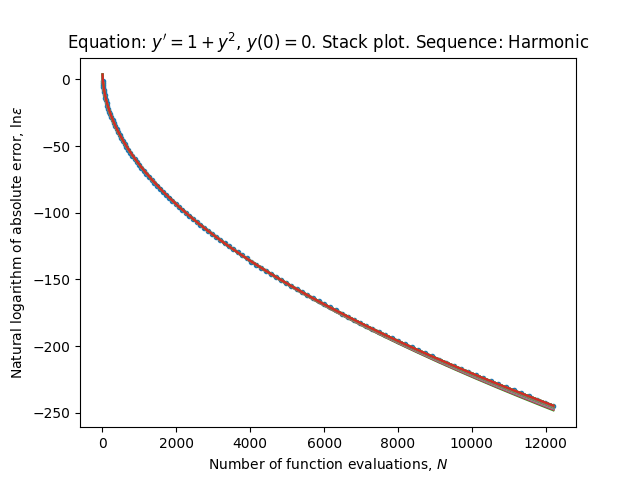 Equation: y′ = 1 + y², y(0) = 0. Stack plot. Sequence: Harmonic
Natural logarithm of absolute error, lnε
0
−50
−100
−150
−200
−250
0 2000 4000 6000 8000 10000 12000
Number of function evaluations, N